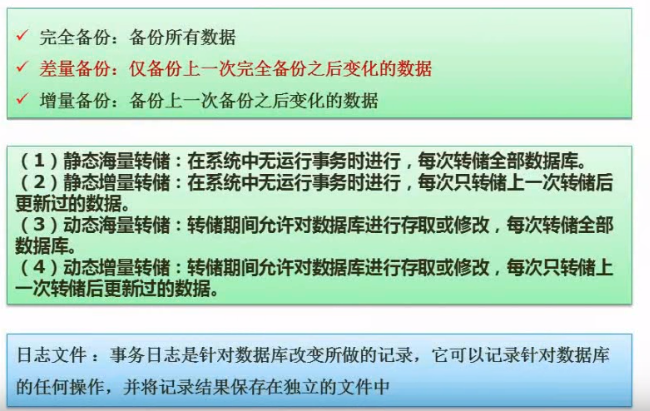 ✓ 完全备份：备份所有数据
✓ 差量备份：仅备份上一次完全备份之后变化的数据
✓ 增量备份：备份上一次备份之后变化的数据
（1）静态海量转储：在系统中无运行事务时进行，每次转储全部数据库。
（2）静态增量转储：在系统中无运行事务时进行，每次只转储上一次转储后
更新过的数据。
（3）动态海量转储：转储期间允许对数据库进行存取或修改，每次转储全部
数据库。
（4）动态增量转储：转储期间允许对数据库进行存取或修改，每次只转储上
一次转储后更新过的数据。
日志文件：事务日志是针对数据库改变所做的记录，它可以记录针对数据库
的任何操作，并将记录结果保存在独立的文件中